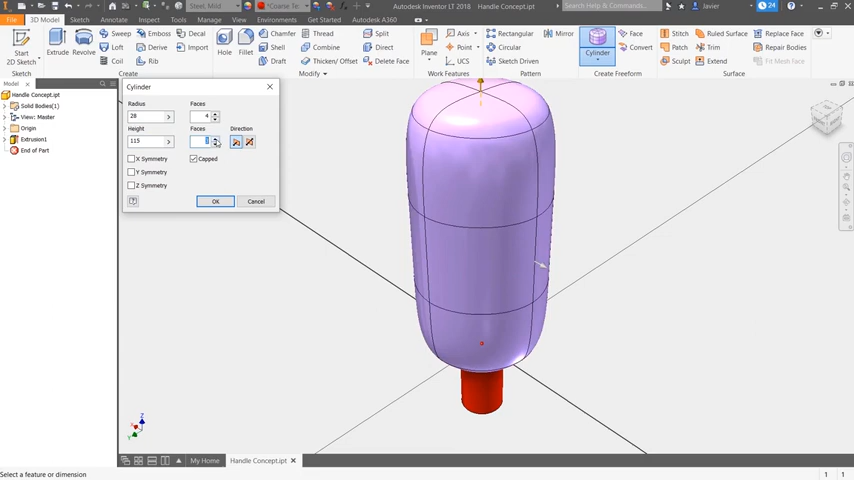 Steel, Mild
*Coarse Te
Autodesk Inventor LT 2018 Handle Concept.ipt
Search Help & Commands...
Javier
24
File 3D Model Sketch Annotate Inspect Tools Manage View Environments Get Started Autodesk A360
Start
2D Sketch
Sketch
Extrude
Revolve
Sweep
Loft
Coil
Emboss
Derive
Rib
Decal
Import
Create
Hole
Fillet
Chamfer
Shell
Draft
Thread
Combine
Thicken/ Offset
Split
Direct
Delete Face
Modify
Plane
Axis
Point
UCS
Work Features
Rectangular
Circular
Sketch Driven
Mirror
Pattern
Cylinder
Face
Convert
Create Freeform
Stitch
Patch
Sculpt
Ruled Surface
Trim
Extend
Replace Face
Repair Bodies
Fit Mesh Face
Surface
Model
Handle Concept.ipt
Solid Bodies(1)
View: Master
Origin
Extrusion1
End of Part
Cylinder
Radius
Faces
28
4
Height
Faces
Direction
115
X Symmetry
Capped
Y Symmetry
Z Symmetry
OK
Cancel
Z
Y
My Home
Handle Concept.ipt
Select a feature or dimension
1 1